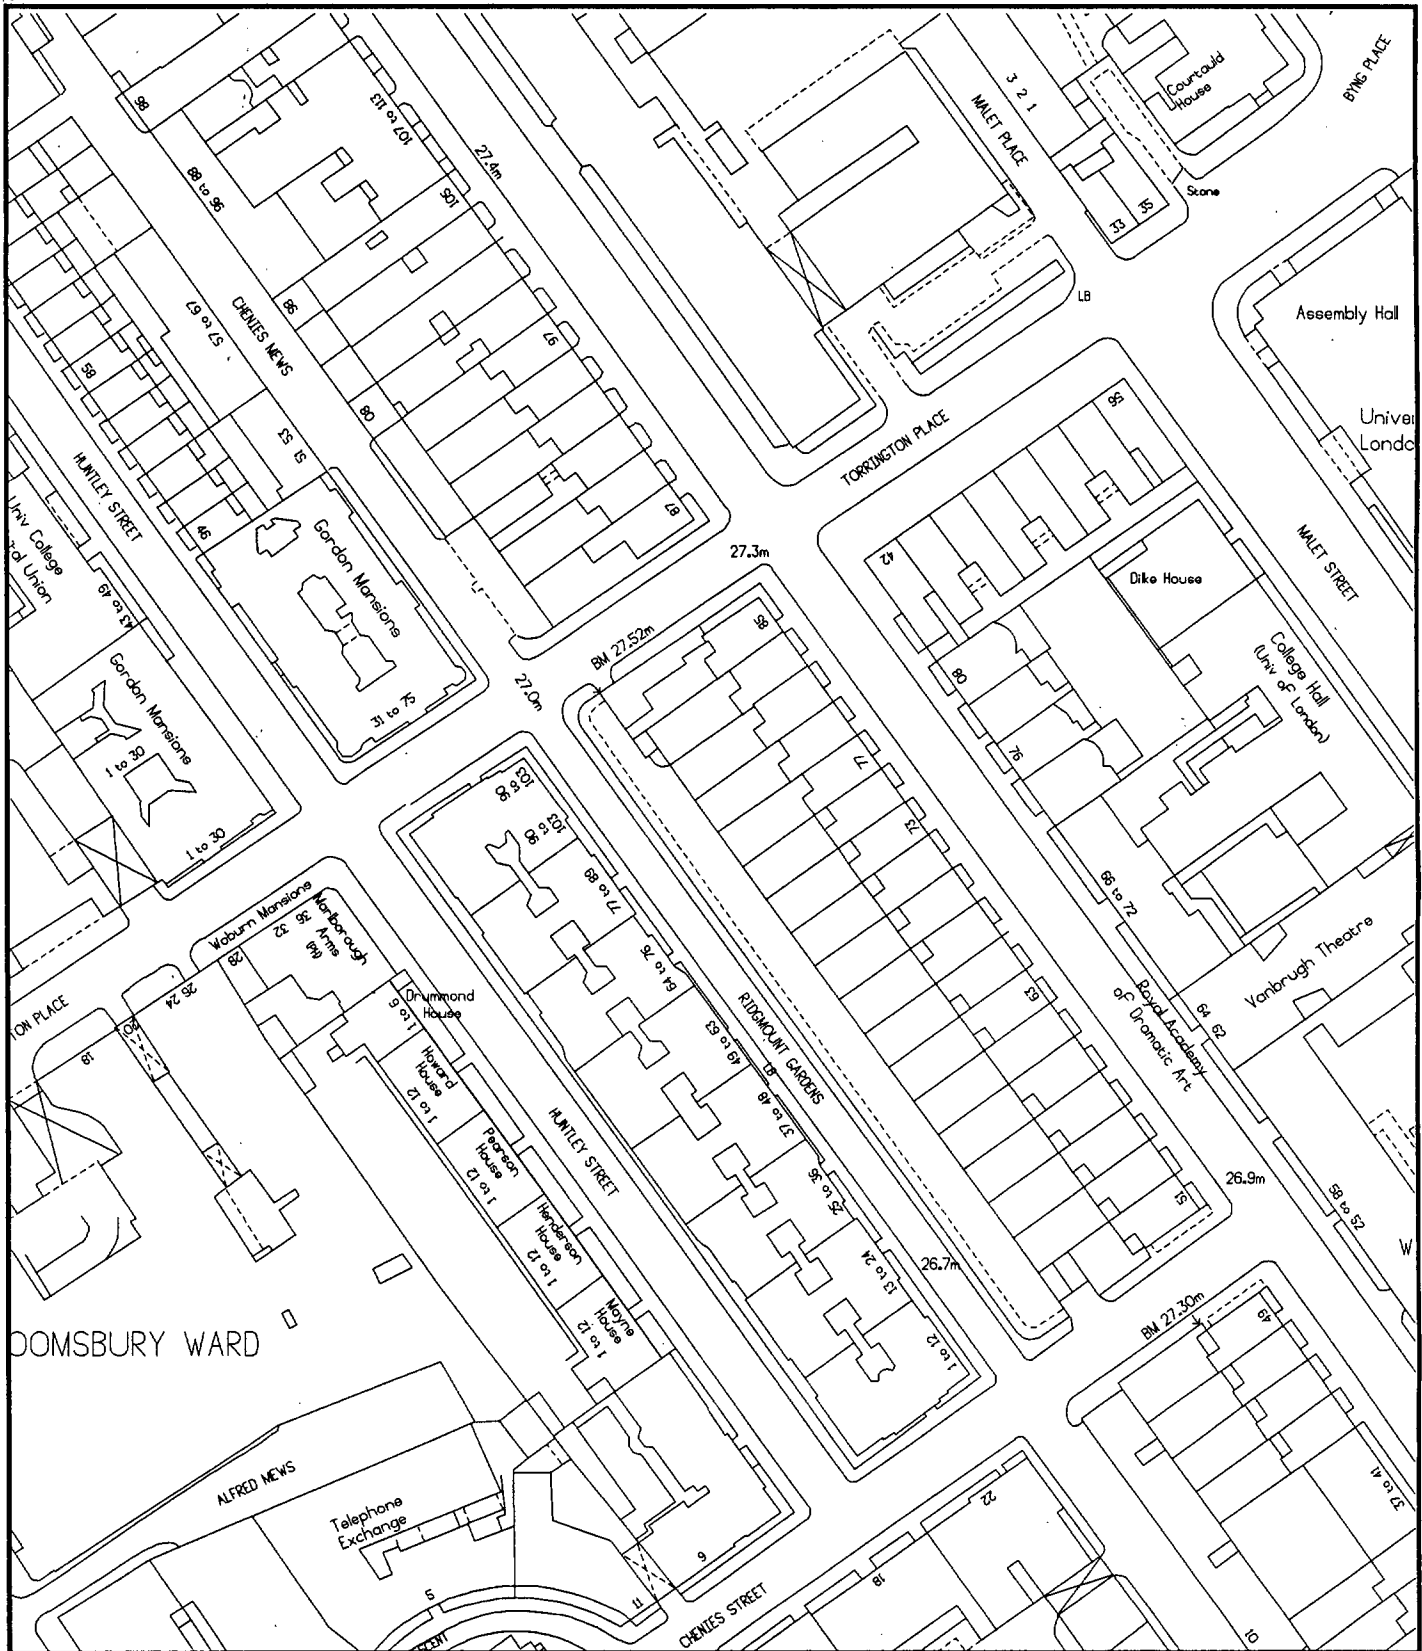 BYNG PLACE
Courtauld
House
3 2 1
MALET PLACE
98
107 to 113
27.4m
88 to 96
105
Stone
33
35
LB
Assembly Hall
57 to 67
CHENIES MEWS
86
97
58
80
56
TORRINGTON PLACE
51 53
HUNTLEY STREET
46
87
27.3m
42
MALET STREET
Gordon Mansions
Univ College
Union
43 to 49
Dike House
College Hall
(Univ of London)
85
BM 27.52m
80
Gordon Mansions
1 to 30
31 to 75
27.0m
77
76
1 to 30
90 to 103
90 to 103
73
77 to 89
66 to 72
Woburn Mansions
Marlborough
Arms
(PH)
36
32
28
26 24
20
18
64 to 76
63
Vanbrugh Theatre
Royal Academy
of Dramatic Art
64 62
ON PLACE
Drummond
House
1 to 6
RIDGMOUNT GARDENS
49 to 63
LB
37 to 48
Howard
House
1 to 12
HUNTLEY STREET
Pearson
House
1 to 12
25 to 36
51
26.9m
58 to 52
Henderson
House
1 to 12
13 to 24
26.7m
W
Mayne
House
1 to 12
1 to 12
BM 27.30m
49
OOMSBURY WARD
37 to 41
ALFRED MEWS
Telephone
Exchange
22
9
18
5
11
CHENIES STREET
10